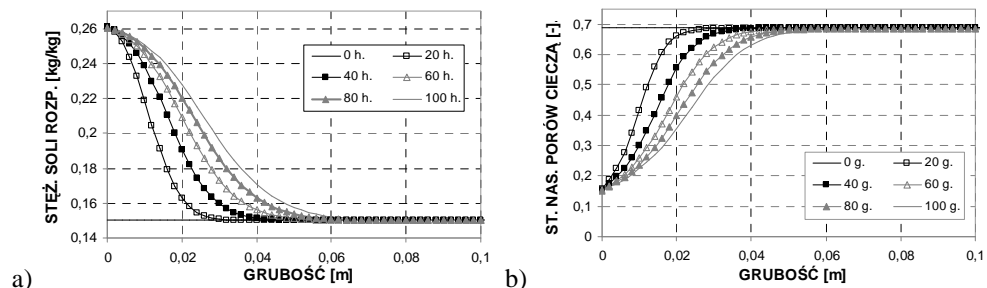 STĘŻ. SOLI ROZP. [kg/kg]
0,26
0,24
0,22
0,2
0,18
0,16
0,14
0 h. 20 h.
40 h. 60 h.
80 h. 100 h.
0 0,02 0,04 0,06 0,08 0,1
GRUBOŚĆ [m]
a)
ST. NAS. PORÓW CIECZĄ [-]
0,7
0,6
0,5
0,4
0,3
0,2
0,1
0
0 g. 20 g.
40 g. 60 g.
80 g. 100 g.
0 0,02 0,04 0,06 0,08 0,1
GRUBOŚĆ [m]
b)